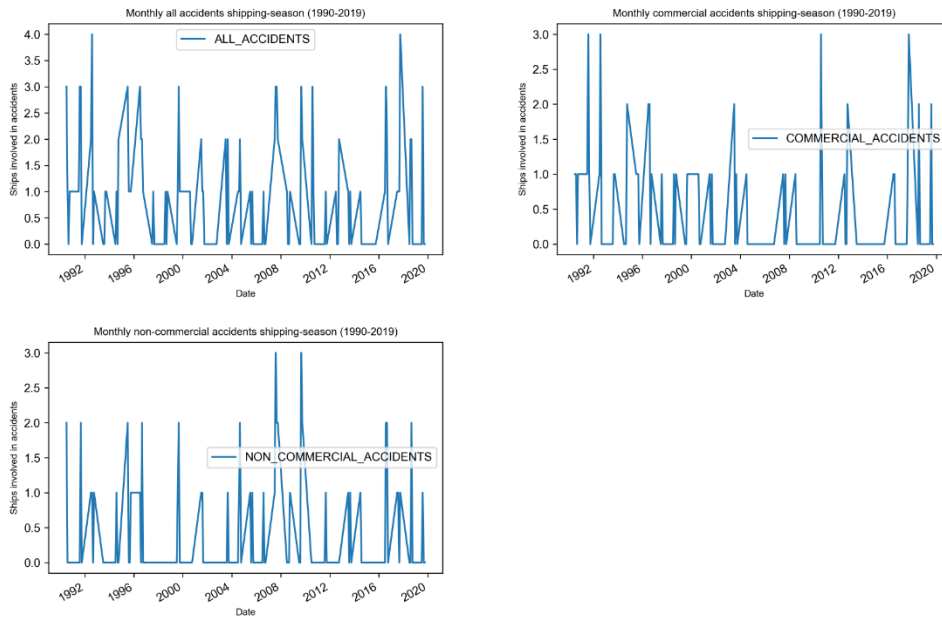 Monthly all accidents shipping-season (1990-2019)
ALL_ACCIDENTS
Ships involved in accidents
4.0
3.5
3.0
2.5
2.0
1.5
1.0
0.5
0.0
1992 1996 2000 2004 2008 2012 2016 2020
Date
Monthly commercial accidents shipping-season (1990-2019)
COMMERCIAL_ACCIDENTS
Ships involved in accidents
3.0
2.5
2.0
1.5
1.0
0.5
0.0
1992 1996 2000 2004 2008 2012 2016 2020
Date
Monthly non-commercial accidents shipping-season (1990-2019)
NON_COMMERCIAL_ACCIDENTS
Ships involved in accidents
3.0
2.5
2.0
1.5
1.0
0.5
0.0
1992 1996 2000 2004 2008 2012 2016 2020
Date